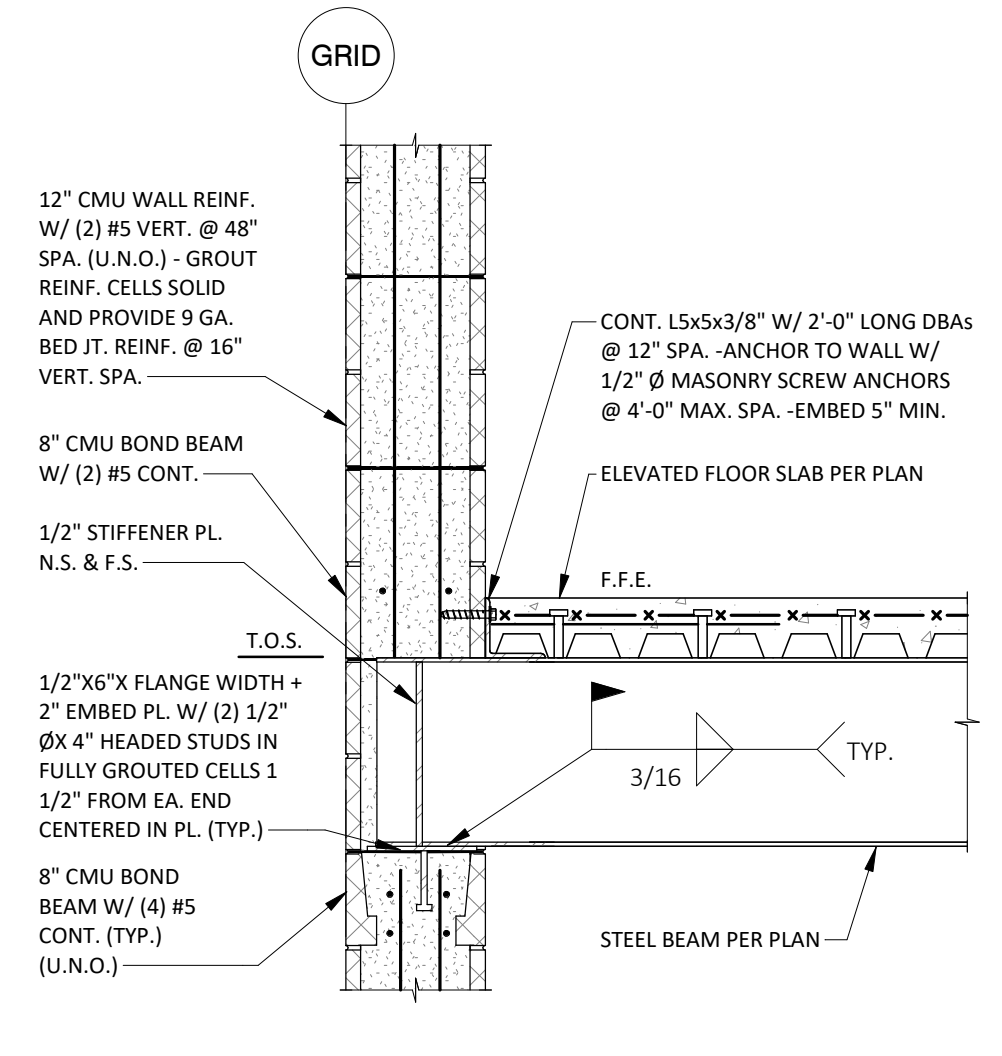 GRID
12" CMU WALL REINF.
W/ (2) #5 VERT. @ 48"
SPA. (U.N.O.) - GROUT
REINF. CELLS SOLID
AND PROVIDE 9 GA.
BED JT. REINF. @ 16"
VERT. SPA.
8" CMU BOND BEAM
W/ (2) #5 CONT.
1/2" STIFFENER PL.
N.S. & F.S.
T.O.S.
1/2"X6"X FLANGE WIDTH +
2" EMBED PL. W/ (2) 1/2"
ØX 4" HEADED STUDS IN
FULLY GROUTED CELLS 1
1/2" FROM EA. END
CENTERED IN PL. (TYP.)
8" CMU BOND
BEAM W/ (4) #5
CONT. (TYP.)
(U.N.O.)
CONT. L5x5x3/8" W/ 2'-0" LONG DBAs
@ 12" SPA. -ANCHOR TO WALL W/
1/2" Ø MASONRY SCREW ANCHORS
@ 4'-0" MAX. SPA. -EMBED 5" MIN.
ELEVATED FLOOR SLAB PER PLAN
F.F.E.
3/16
TYP.
STEEL BEAM PER PLAN